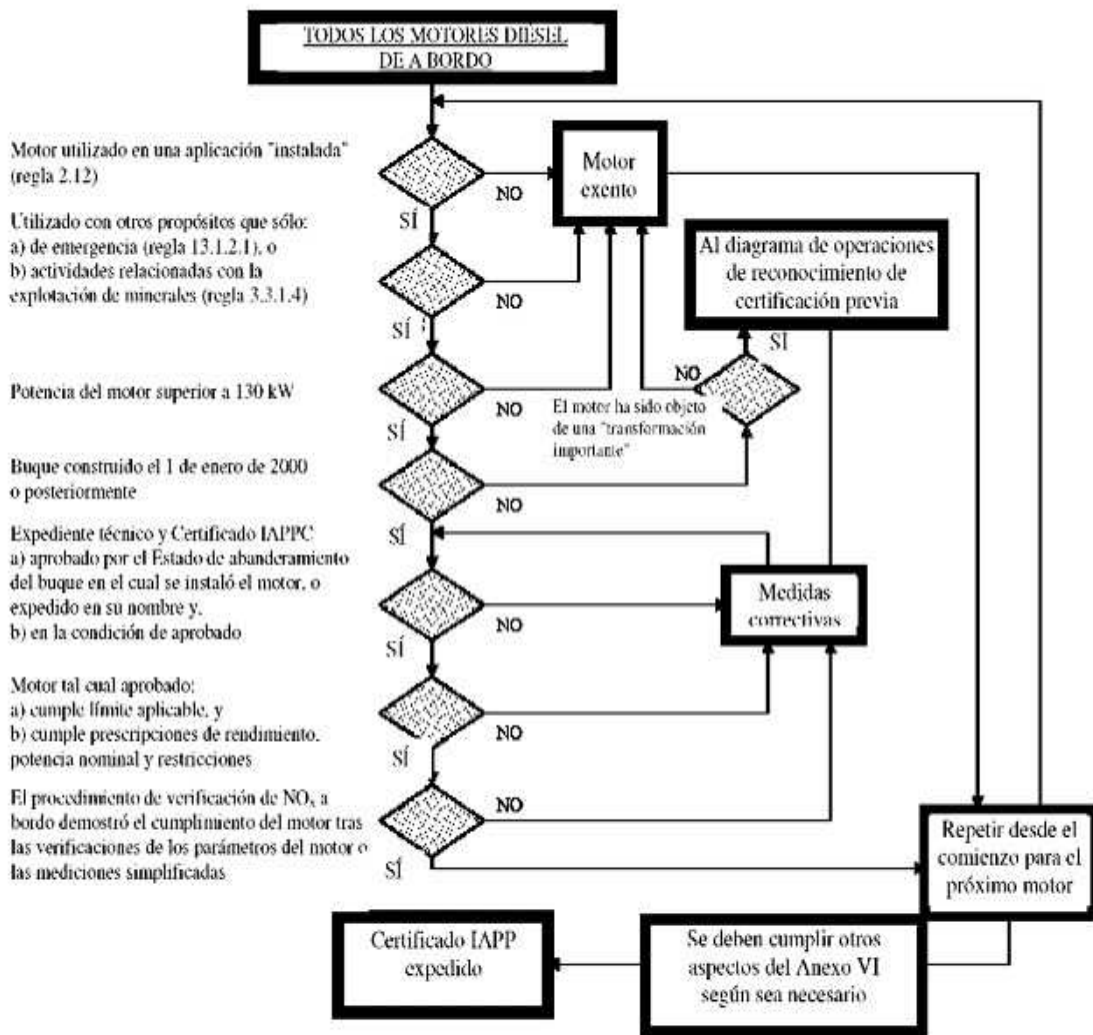 TODOS LOS MOTORES DIÉSEL
DE A BORDO
Motor utilizado en una aplicación "instalada"
(regla 2.12)
NO
Motor
exento
SÍ
Utilizado con otros propósitos que sólo:
a) de emergencia (regla 13.1.2.1), o
b) actividades relacionadas con la
explotación de minerales (regla 3.3.1.4)
NO
SÍ
Al diagrama de operaciones
de reconocimiento de
certificación previa
SÍ
NO
Potencia del motor superior a 130 kW
NO
SÍ
El motor ha sido objeto
de una "transformación
importante"
Buque construido el 1 de enero de 2000
o posteriormente
NO
SÍ
Expediente técnico y Certificado IAPPC
a) aprobado por el Estado de abanderamiento
del buque en el cual se instaló el motor, o
expedido en su nombre y,
b) en la condición de aprobado
NO
SÍ
Medidas
correctivas
Motor tal cual aprobado:
a) cumple límite aplicable, y
b) cumple prescripciones de rendimiento,
potencia nominal y restricciones
NO
SÍ
El procedimiento de verificación de NOx a
bordo demostró el cumplimiento del motor tras
las verificaciones de los parámetros del motor o
las mediciones simplificadas
NO
SÍ
Repetir desde el
comienzo para el
próximo motor
Certificado IAPP
expedido
Se deben cumplir otros
aspectos del Anexo VI
según sea necesario